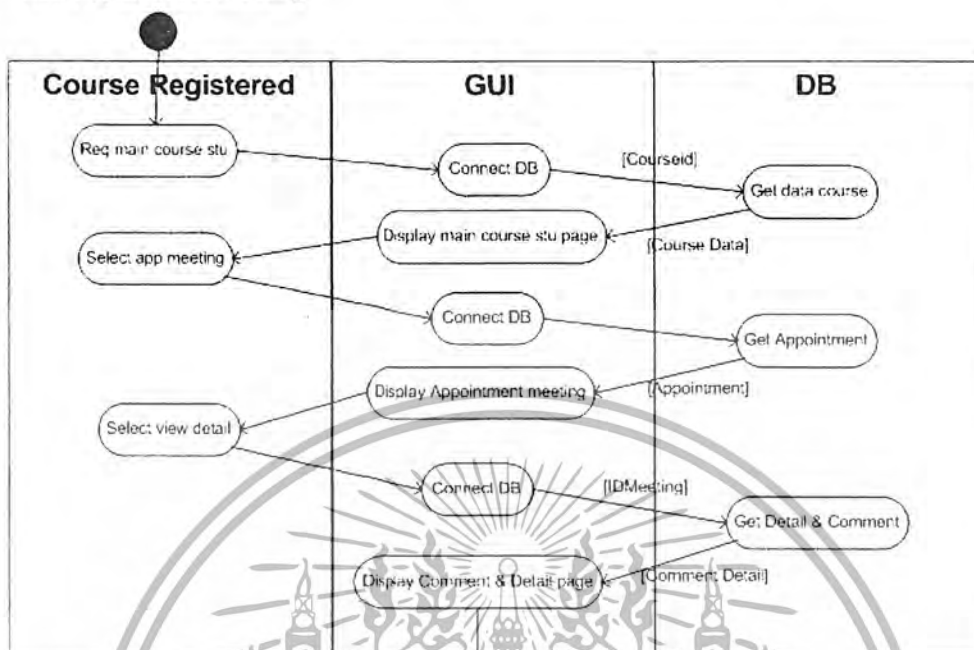 Course Registered
GUI
DB
Req main course stu
Connect DB
[Courseid]
Get data course
Display main course stu page
[Course Data]
Select app meeting
Connect DB
Get Appointment
Display Appointment meeting
[Appointment]
Select view detail
Connect DB
[IDMeeting]
Get Detail & Comment
Display Comment & Detail page
[Comment Detail]